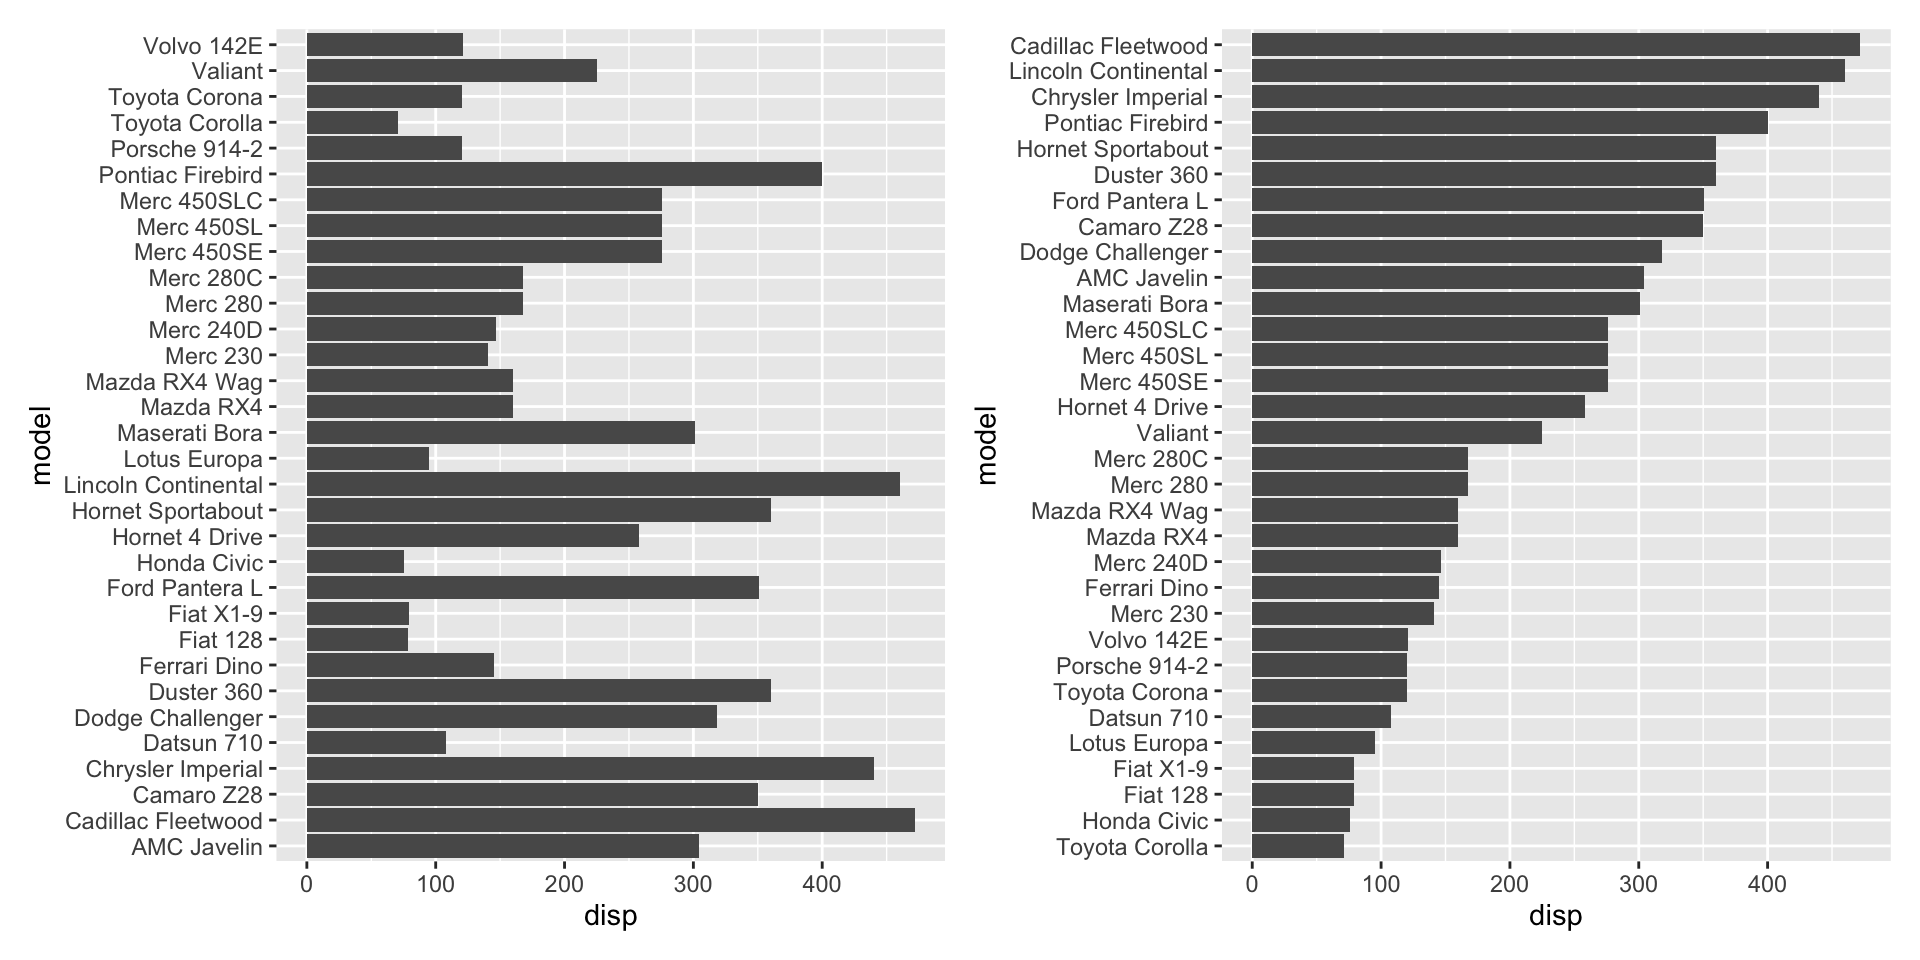 model
Volvo 142E
Valiant
Toyota Corona
Toyota Corolla
Porsche 914-2
Pontiac Firebird
Merc 450SLC
Merc 450SL
Merc 450SE
Merc 280C
Merc 280
Merc 240D
Merc 230
Mazda RX4 Wag
Mazda RX4
Maserati Bora
Lotus Europa
Lincoln Continental
Hornet Sportabout
Hornet 4 Drive
Honda Civic
Ford Pantera L
Fiat X1-9
Fiat 128
Ferrari Dino
Duster 360
Dodge Challenger
Datsun 710
Chrysler Imperial
Camaro Z28
Cadillac Fleetwood
AMC Javelin
0 100 200 300 400
disp
model
Cadillac Fleetwood
Lincoln Continental
Chrysler Imperial
Pontiac Firebird
Hornet Sportabout
Duster 360
Ford Pantera L
Camaro Z28
Dodge Challenger
AMC Javelin
Maserati Bora
Merc 450SLC
Merc 450SL
Merc 450SE
Hornet 4 Drive
Valiant
Merc 280C
Merc 280
Mazda RX4 Wag
Mazda RX4
Merc 240D
Ferrari Dino
Merc 230
Volvo 142E
Porsche 914-2
Toyota Corona
Datsun 710
Lotus Europa
Fiat X1-9
Fiat 128
Honda Civic
Toyota Corolla
0 100 200 300 400
disp